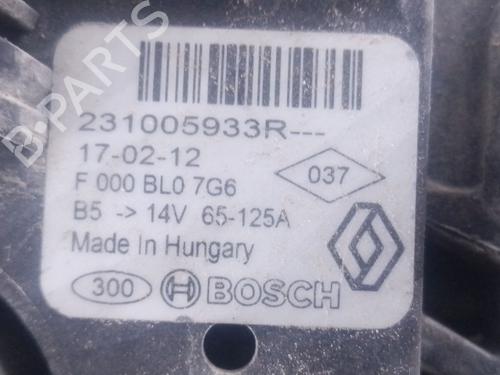 231005933R---
17-02-12
F 000 BL0 7G6
037
B5 -> 14V 65-125A
Made In Hungary
300
BOSCH
B-PARTS